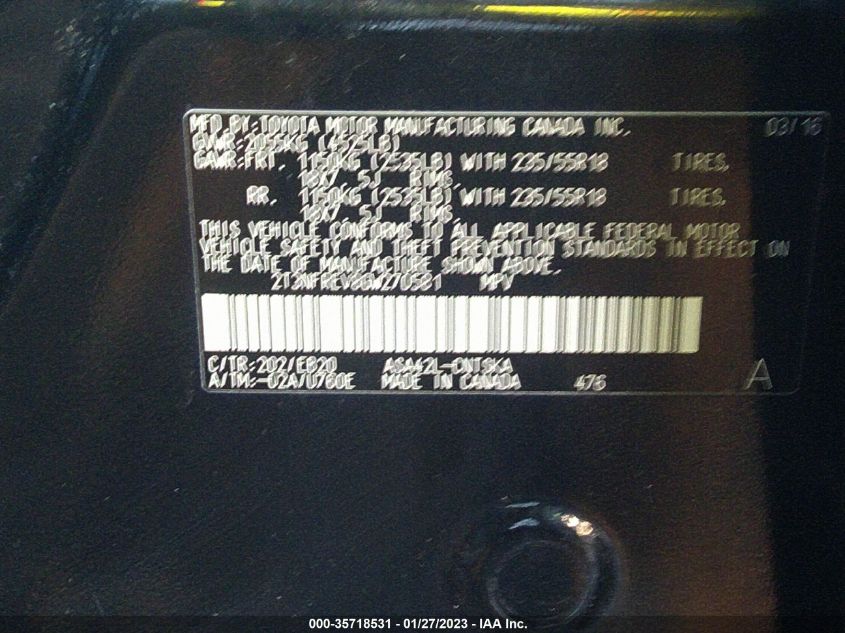 MFD BY: TOYOTA MOTOR MANUFACTURING CANADA INC. 03/16
GVWR: 2055KG (4525LB)
GAWR: FRT. 1150KG (2535LB) WITH 235/55R18 TIRES,
18X7. 5J RIMS,
RR. 1150KG (2535LB) WITH 235/55R18 TIRES,
18X7. 5J RIMS.
THIS VEHICLE CONFORMS TO ALL APPLICABLE FEDERAL MOTOR
VEHICLE SAFETY AND THEFT PREVENTION STANDARDS IN EFFECT ON
THE DATE OF MANUFACTURE SHOWN ABOVE.
MPV
C/TR: 202/EB20
A/TM: -02A/U760E MADE IN CANADA 476 A
000-35718531 - 01/27/2023 - IAA Inc.